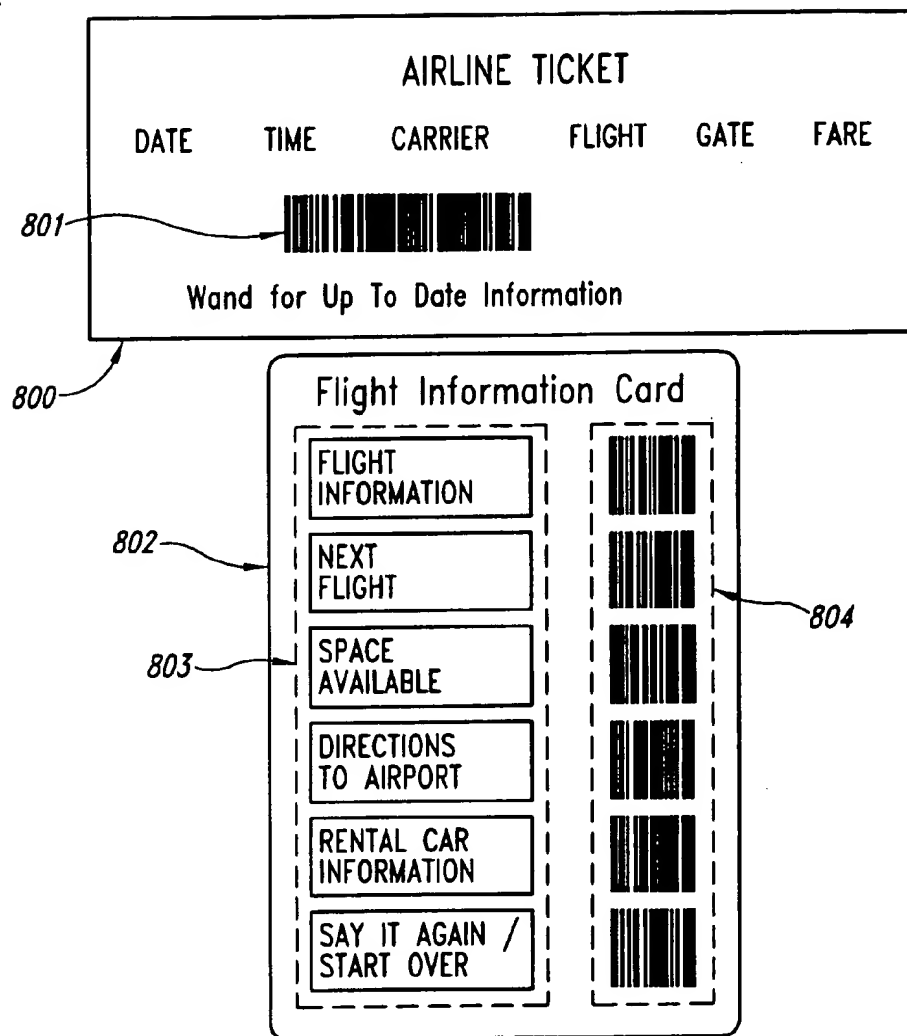 AIRLINE TICKET
DATE TIME CARRIER FLIGHT GATE FARE
801
Wand for Up To Date Information
800
Flight Information Card
FLIGHT
INFORMATION
802
NEXT
FLIGHT
804
803
SPACE
AVAILABLE
DIRECTIONS
TO AIRPORT
RENTAL CAR
INFORMATION
SAY IT AGAIN /
START OVER